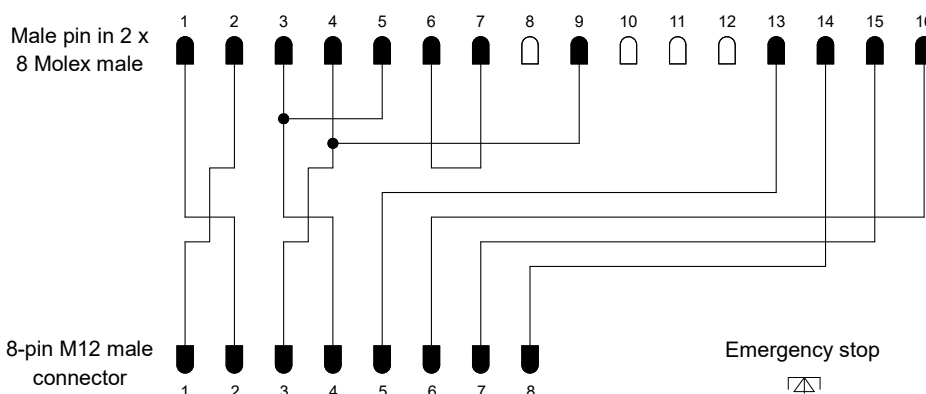 1 2 3 4 5 6 7 8 9 10 11 12 13 14 15 16
Male pin in 2 x
8 Molex male
8-pin M12 male
connector
Emergency stop
1 2 3 4 5 6 7 8